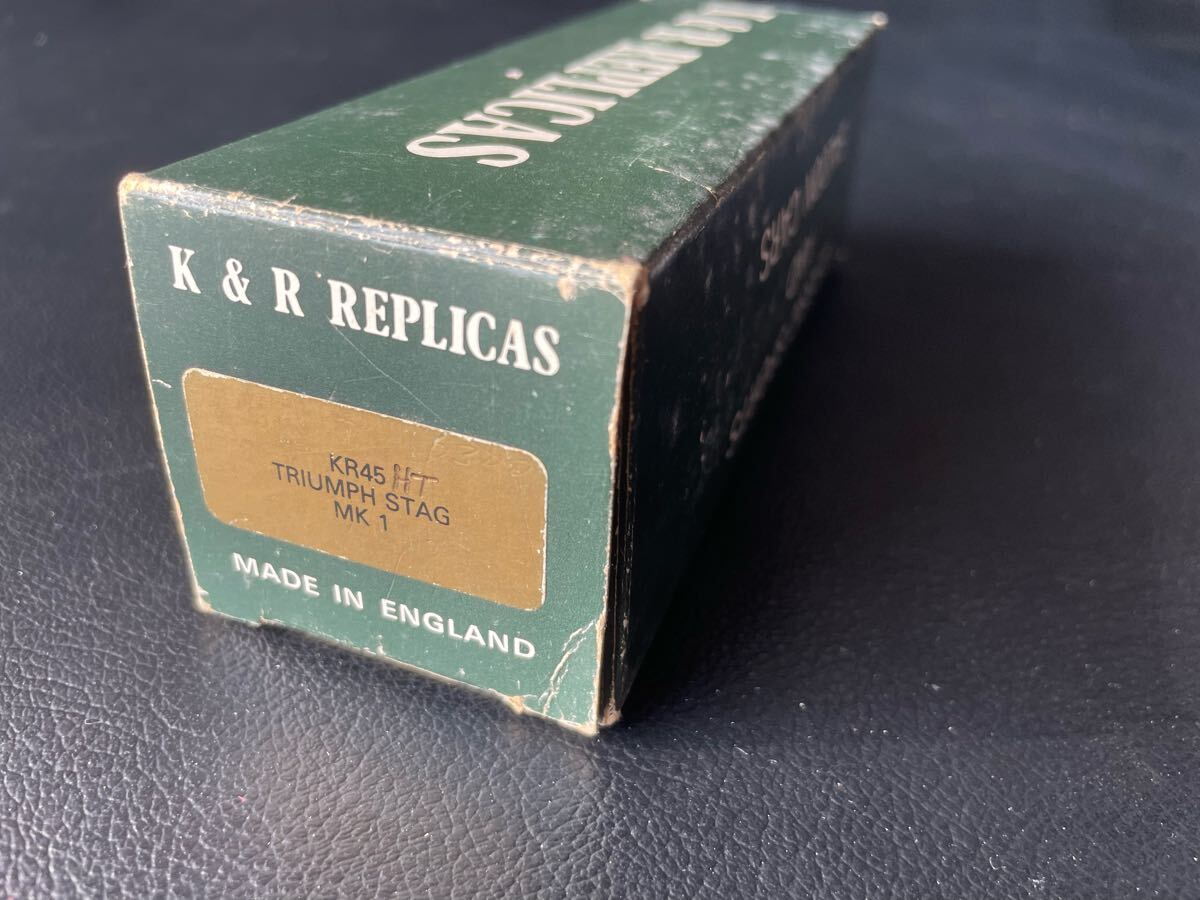 REPLICAS
K & R REPLICAS
KR45 HT
TRIUMPH STAG
MK 1
MADE IN ENGLAND